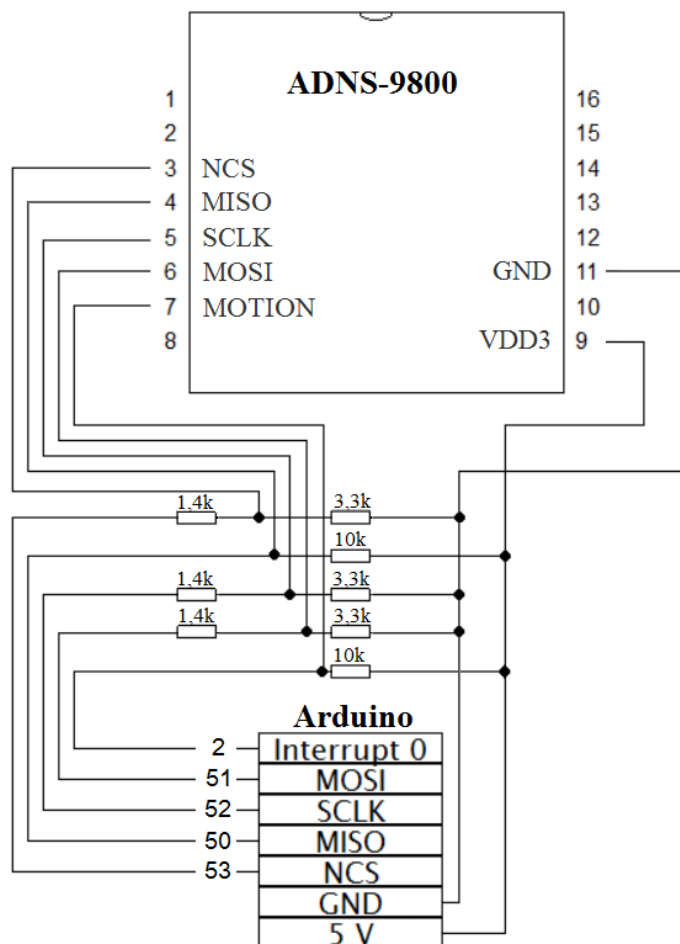 ADNS-9800
1 16
2 15
3 NCS 14
4 MISO 13
5 SCLK 12
6 MOSI GND 11
7 MOTION 10
8 VDD3 9
1,4k 3,3k
10k
1,4k 3,3k
1,4k 3,3k
10k
Arduino
2 Interrupt 0
51 MOSI
52 SCLK
50 MISO
53 NCS
GND
5 V